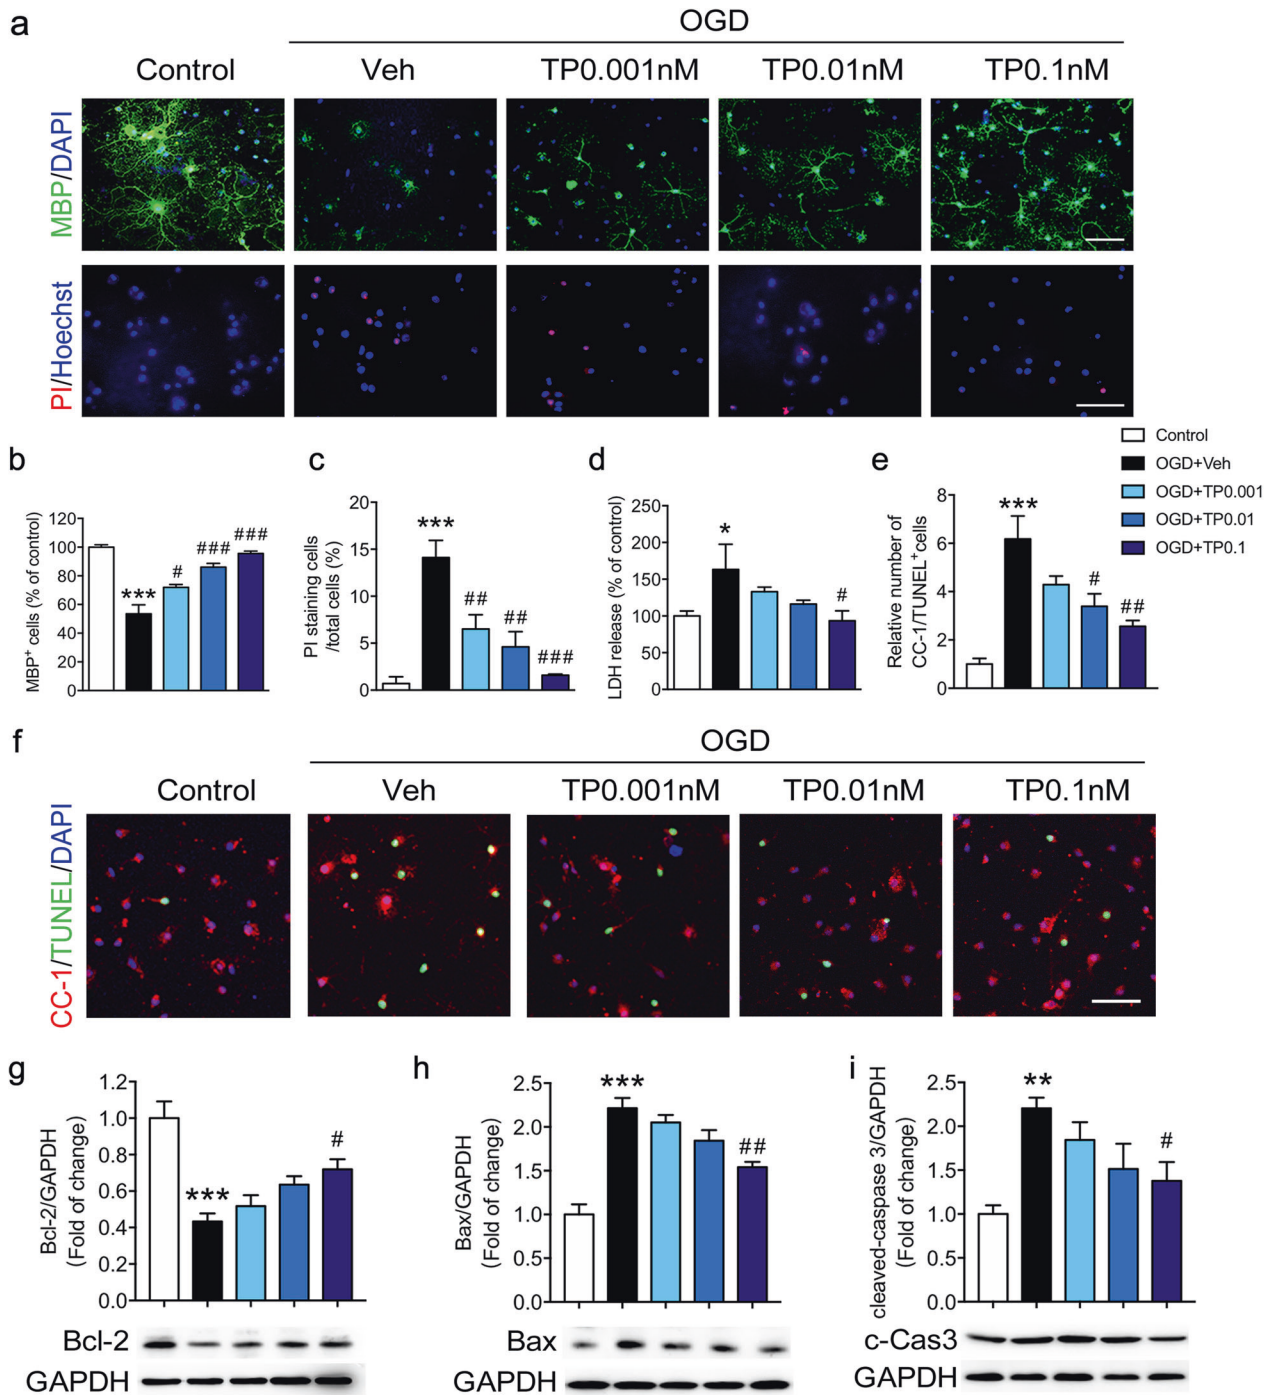 a
OGD
Control Veh TP0.001nM TP0.01nM TP0.1nM
MBP/DAPI
PI/Hoechst
b
MBP+ cells (% of control)
120
100
80
60
40
20
0
***
#
###
###
c
PI staining cells
/total cells (%)
20
15
10
5
0
***
##
##
###
d
LDH release (% of control)
250
200
150
100
50
0
*
#
e
Relative number of
CC-1/TUNEL+cells
8
6
4
2
0
***
#
##
Control
OGD+Veh
OGD+TP0.001
OGD+TP0.01
OGD+TP0.1
f
OGD
Control Veh TP0.001nM TP0.01nM TP0.1nM
CC-1/TUNEL/DAPI
g
Bcl-2/GAPDH
(Fold of change)
1.2
1.0
0.8
0.6
0.4
0.2
0.0
***
#
Bcl-2
GAPDH
h
Bax/GAPDH
(Fold of change)
2.5
2.0
1.5
1.0
0.5
0.0
***
##
Bax
GAPDH
i
cleaved-caspase 3/GAPDH
(Fold of change)
2.5
2.0
1.5
1.0
0.5
0.0
**
#
c-Cas3
GAPDH